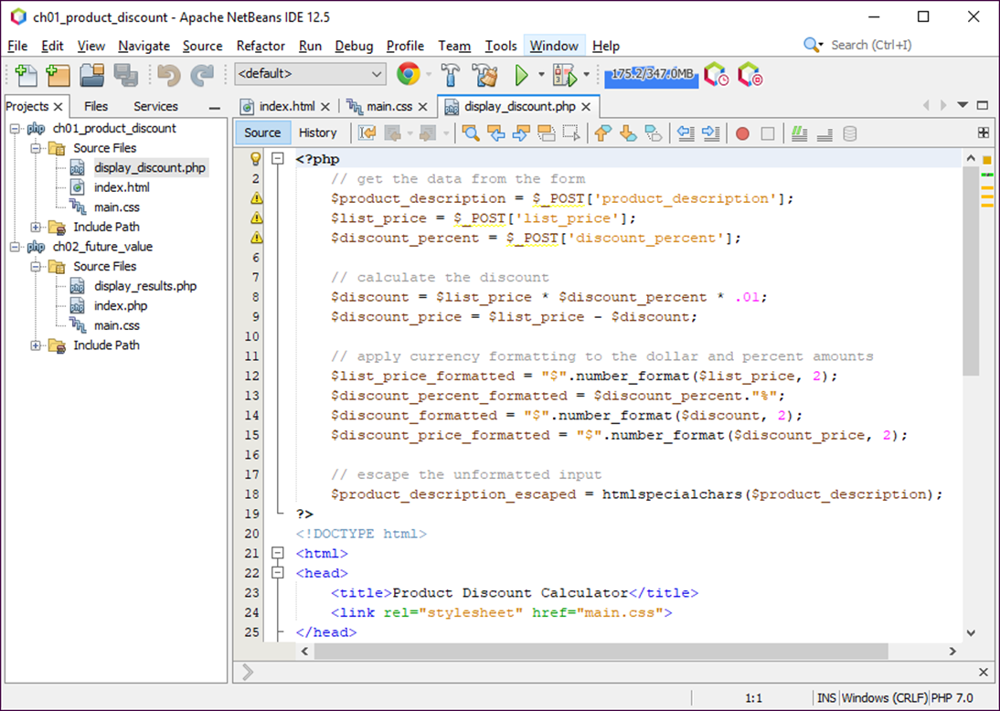 ch01_product_discount - Apache NetBeans IDE 12.5
File Edit View Navigate Source Refactor Run Debug Profile Team Tools Window Help
Search (Ctrl+I)
<default>
175.2/347.0MB
Projects Files Services
index.html main.css display_discount.php
Source History
php ch01_product_discount
Source Files
php display_discount.php
index.html
main.css
Include Path
php ch02_future_value
Source Files
php display_results.php
php index.php
main.css
Include Path
<?php
2 // get the data from the form
$product_description = $_POST['product_description'];
$list_price = $_POST['list_price'];
$discount_percent = $_POST['discount_percent'];
6
7 // calculate the discount
8 $discount = $list_price * $discount_percent * .01;
9 $discount_price = $list_price - $discount;
10
11 // apply currency formatting to the dollar and percent amounts
12 $list_price_formatted = "$".number_format($list_price, 2);
13 $discount_percent_formatted = $discount_percent."%";
14 $discount_formatted = "$".number_format($discount, 2);
15 $discount_price_formatted = "$".number_format($discount_price, 2);
16
17 // escape the unformatted input
18 $product_description_escaped = htmlspecialchars($product_description);
19 ?>
20 <!DOCTYPE html>
21 <html>
22 <head>
23 <title>Product Discount Calculator</title>
24 <link rel="stylesheet" href="main.css">
25 </head>
1:1 INS Windows (CRLF) PHP 7.0